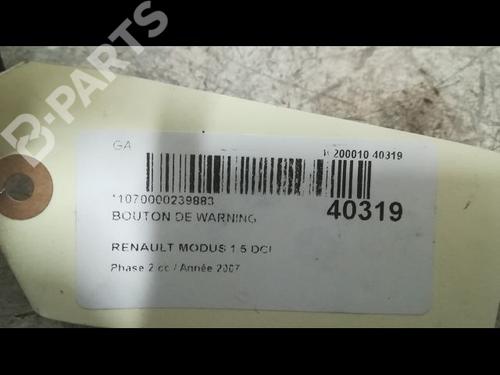 B-PARTS
GA
200010 40319
*1070000239883
BOUTON DE WARNING
40319
RENAULT MODUS 1.5 DCI
Phase 2 cc / Année 2007